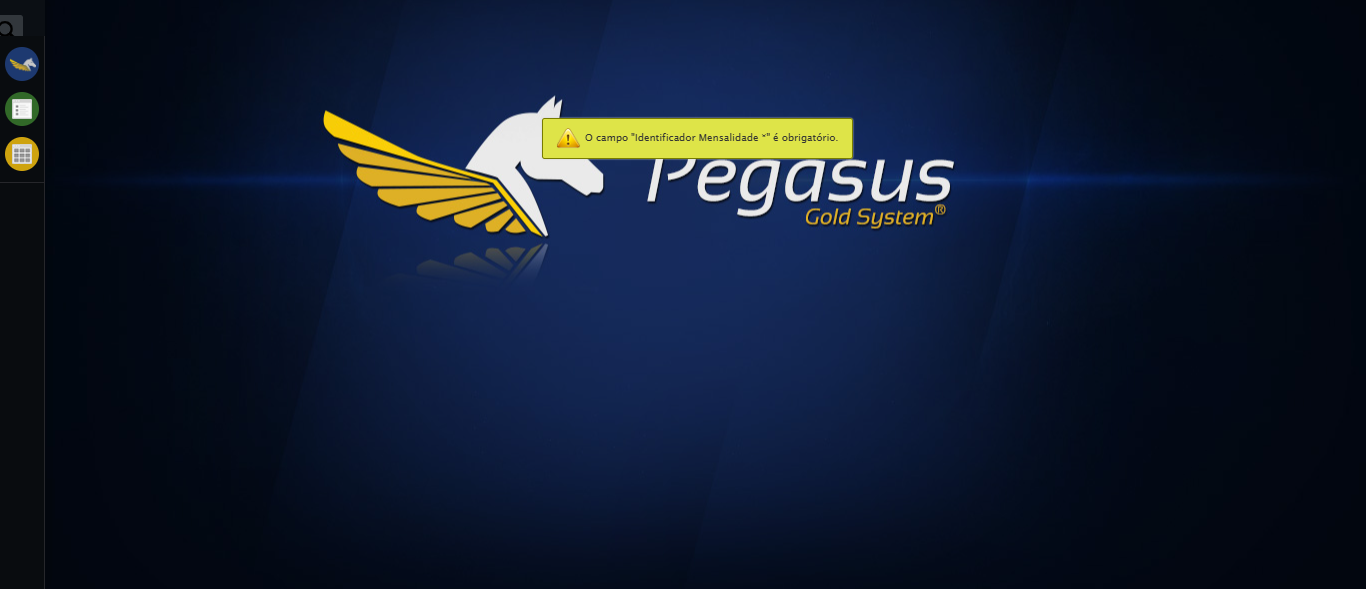 O campo "Identificador Mensalidade *" é obrigatório.
Pegasus
Gold System®